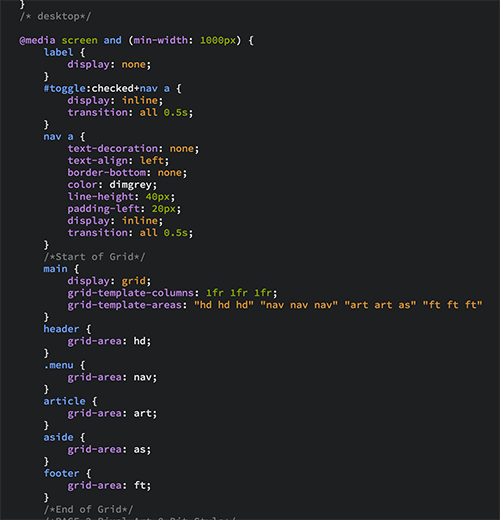 }
/* desktop*/
@media screen and (min-width: 1000px) {
label {
display: none;
}
#toggle:checked+nav a {
display: inline;
transition: all 0.5s;
}
nav a {
text-decoration: none;
text-align: left;
border-bottom: none;
color: dimgrey;
line-height: 40px;
padding-left: 20px;
display: inline;
transition: all 0.5s;
}
/*Start of Grid*/
main {
display: grid;
grid-template-columns: 1fr 1fr 1fr;
grid-template-areas: "hd hd hd" "nav nav nav" "art art as" "ft ft ft"
}
header {
grid-area: hd;
}
.menu {
grid-area: nav;
}
article {
grid-area: art;
}
aside {
grid-area: as;
}
footer {
grid-area: ft;
}
/*End of Grid*/